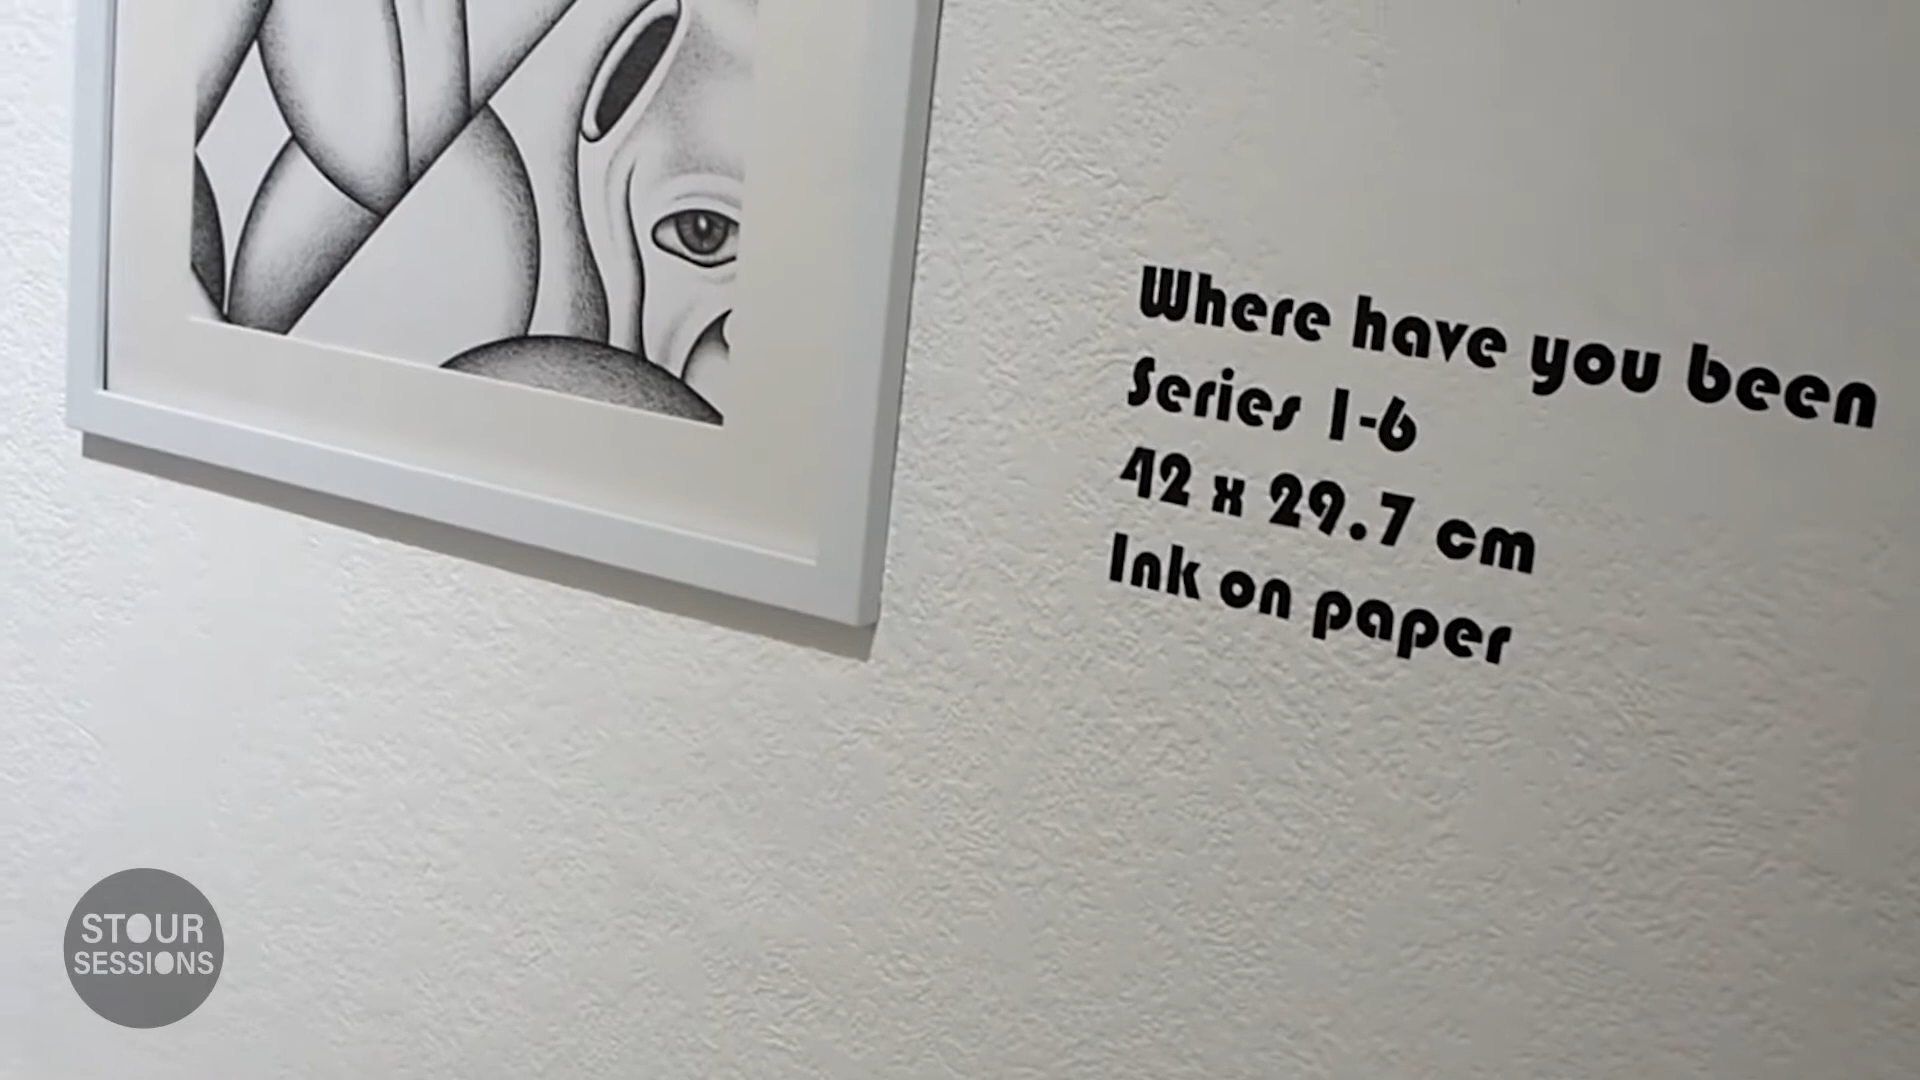 Where have you been
Series 1-6
42 x 29.7 cm
Ink on paper
STOUR
SESSIONS